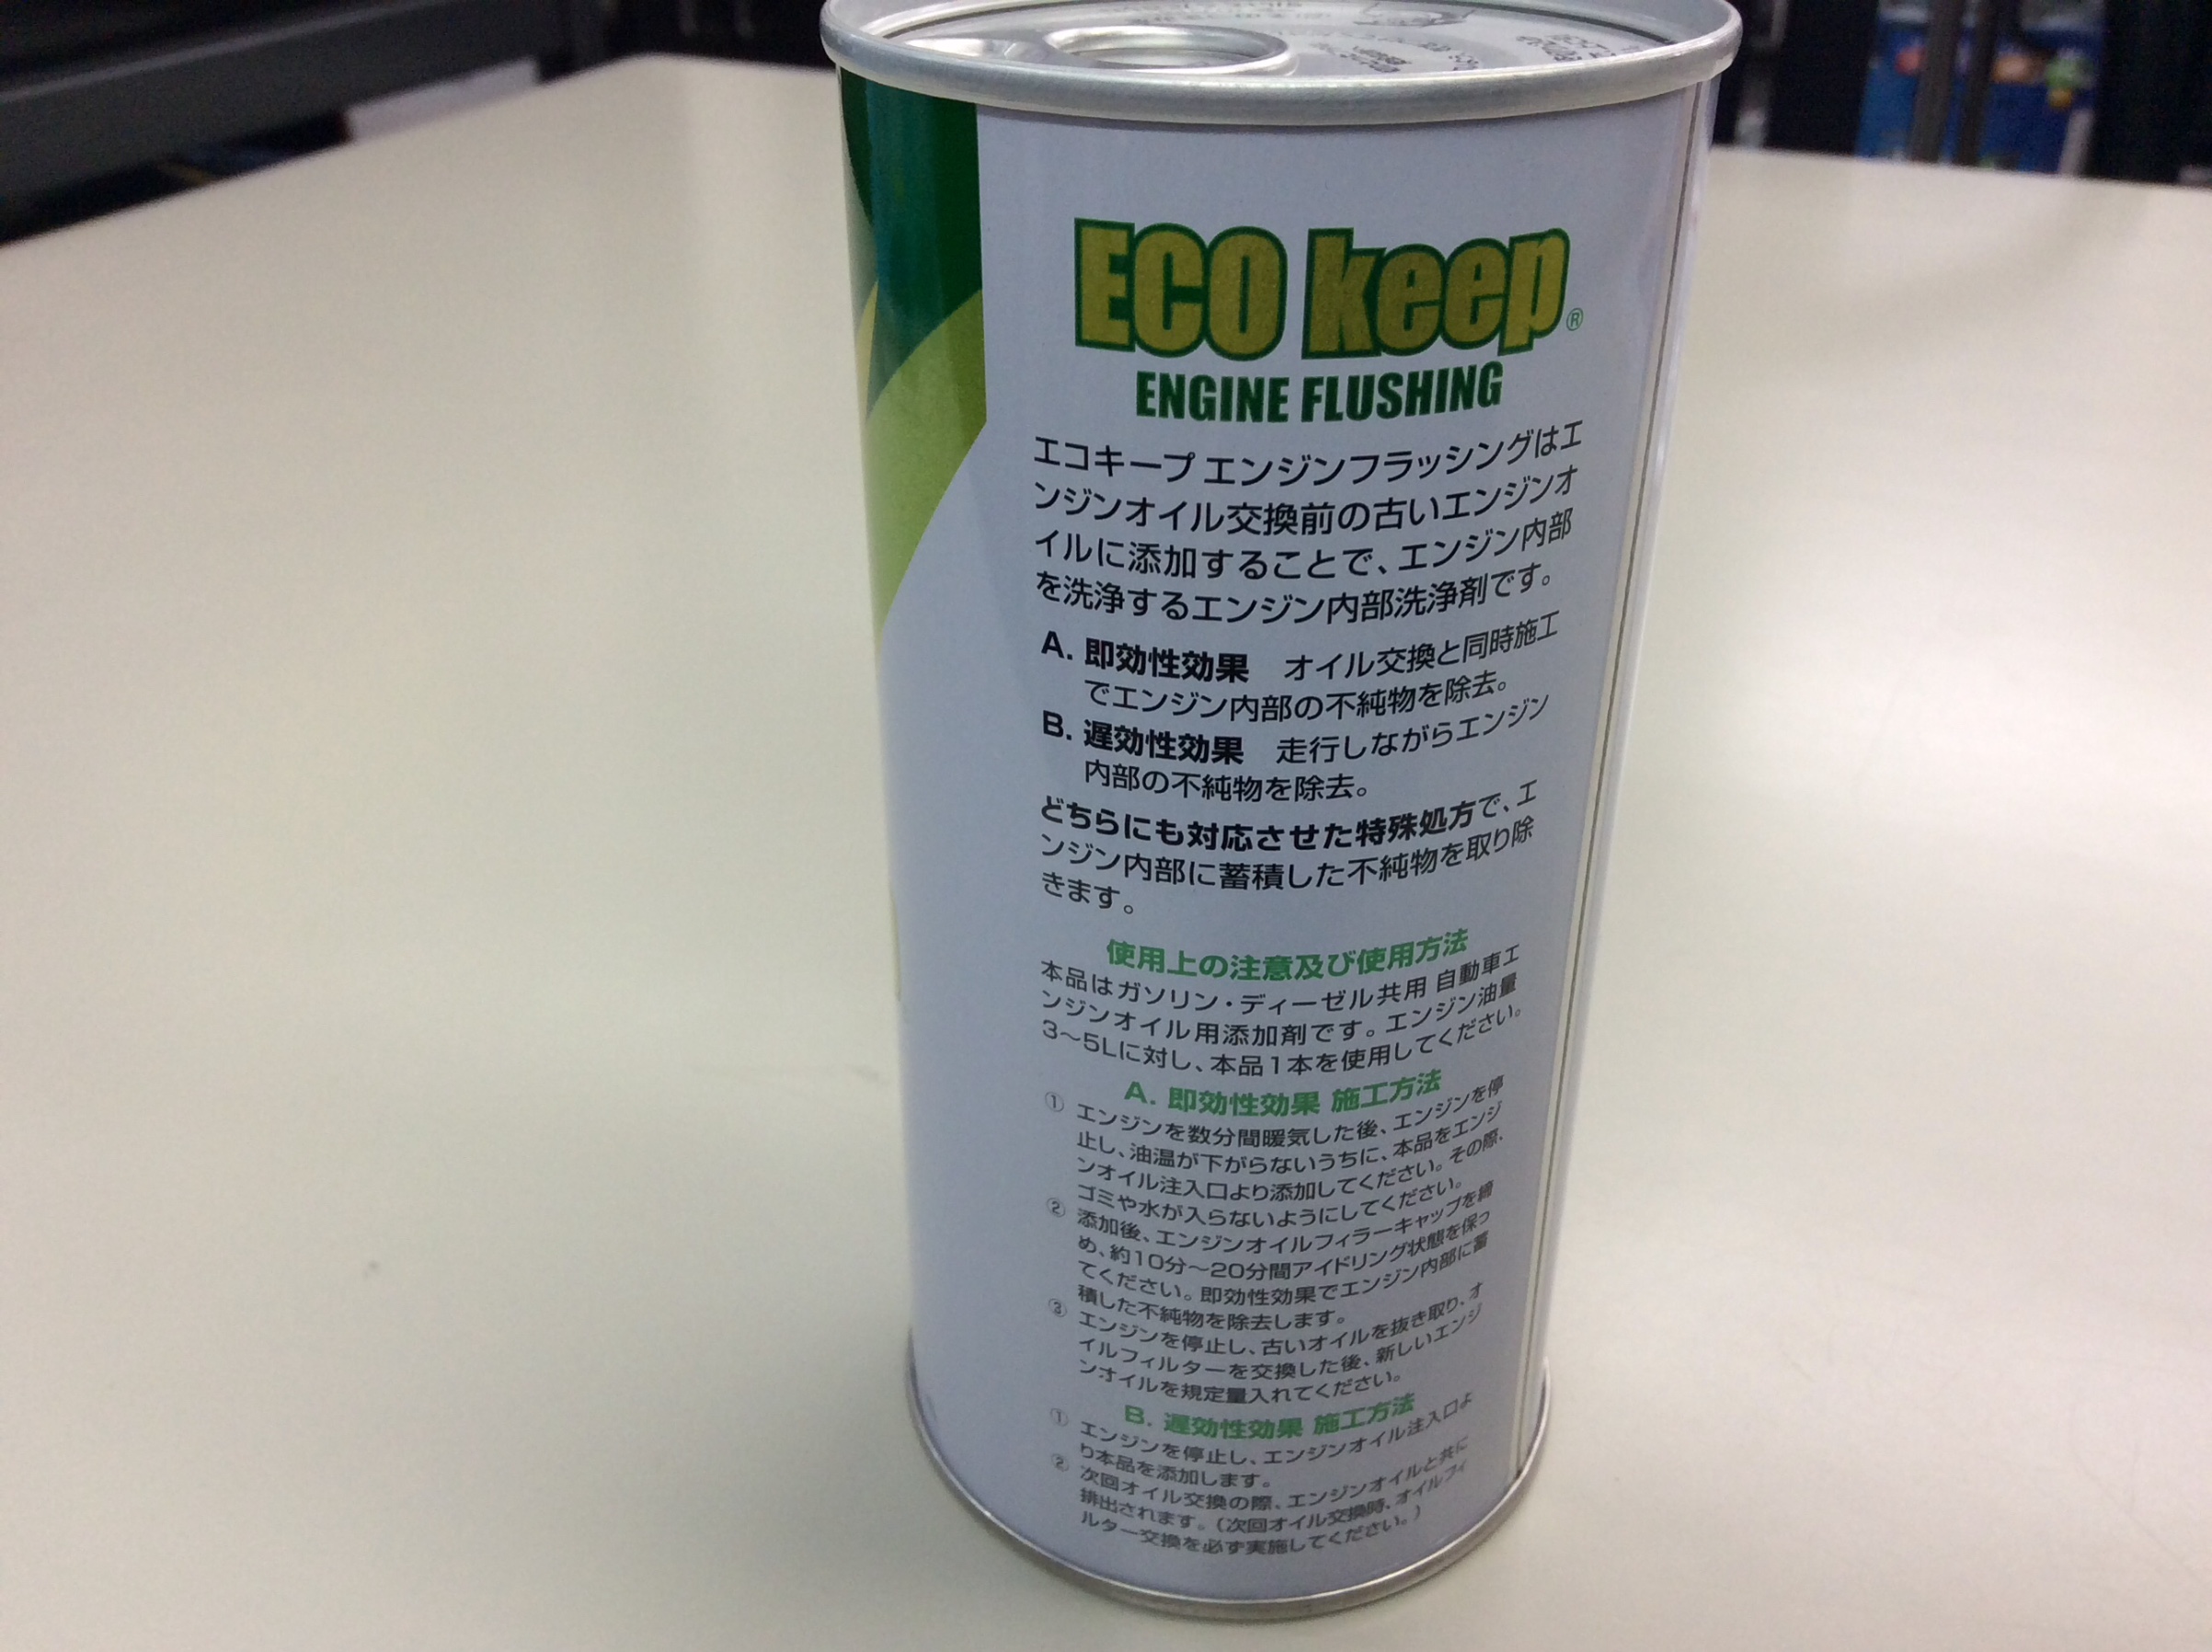 ECO keep®
ENGINE FLUSHING
エコキープ エンジンフラッシングはエ
ンジンオイル交換前の古いエンジンオ
イルに添加することで、エンジン内部
を洗浄するエンジン内部洗浄剤です。
A. 即効性効果　オイル交換と同時施工
でエンジン内部の不純物を除去。
B. 遅効性効果　走行しながらエンジン
内部の不純物を除去。
どちらにも対応させた特殊処方で、エ
ンジン内部に蓄積した不純物を取り除
きます。
使用上の注意及び使用方法
本品はガソリン・ディーゼル共用 自動車エ
ンジンオイル用添加剤です。エンジン油量
3〜5Lに対し、本品1本を使用してください。
A. 即効性効果 施工方法
① エンジンを数分間暖気した後、エンジンを停
止し、油温が下がらないうちに、本品をエンジ
ンオイル注入口より添加してください。その際、
ゴミや水が入らないようにしてください。
② 添加後、エンジンオイルフィラーキャップを締
め、約10分〜20分間アイドリング状態を保っ
てください。即効性効果でエンジン内部に蓄
積した不純物を除去します。
③ エンジンを停止し、古いオイルを抜き取り、オ
イルフィルターを交換した後、新しいエンジ
ンオイルを規定量入れてください。
B. 遅効性効果 施工方法
① エンジンを停止し、エンジンオイル注入口よ
り本品を添加します。
② 次回オイル交換の際、エンジンオイルと共に
排出されます。(次回オイル交換時、オイルフィ
ルター交換を必ず実施してください。)